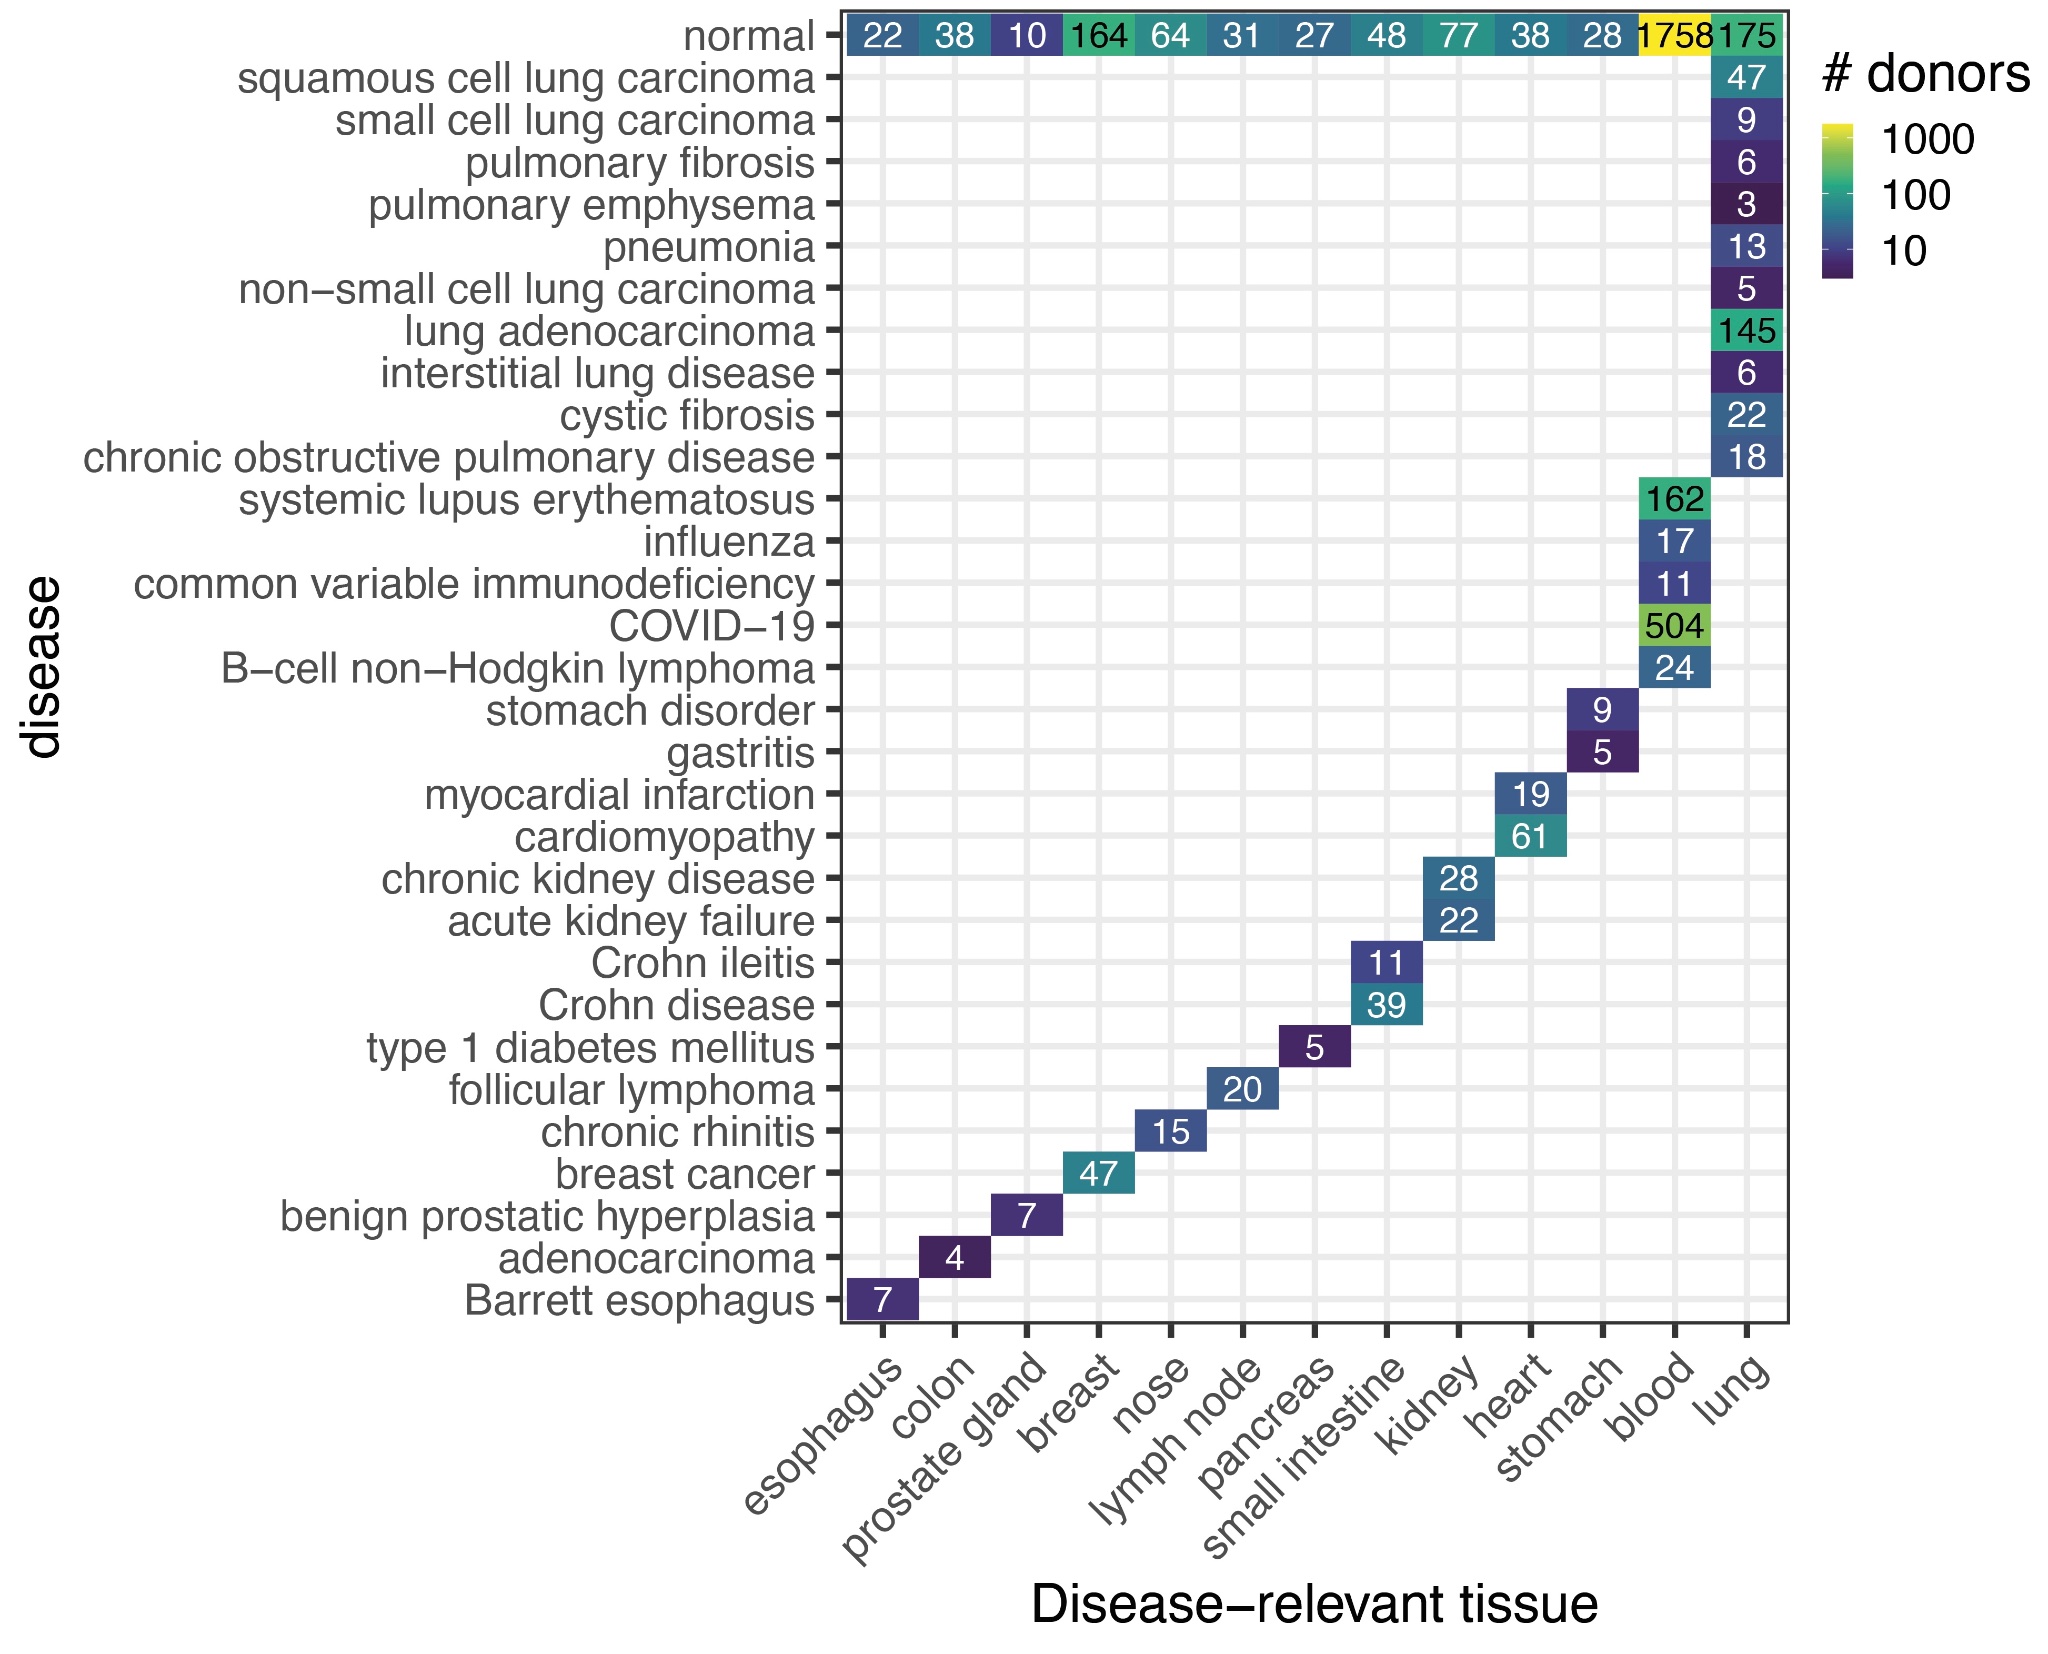 normal 22 38 10 164 64 31 27 48 77 38 28 1758 175
squamous cell lung carcinoma 47
small cell lung carcinoma 9
pulmonary fibrosis 6
pulmonary emphysema 3
pneumonia 13
non−small cell lung carcinoma 5
lung adenocarcinoma 145
interstitial lung disease 6
cystic fibrosis 22
chronic obstructive pulmonary disease 18
systemic lupus erythematosus 162
influenza 17
common variable immunodeficiency 11
COVID−19 504
B−cell non−Hodgkin lymphoma 24
stomach disorder 9
gastritis 5
myocardial infarction 19
cardiomyopathy 61
chronic kidney disease 28
acute kidney failure 22
Crohn ileitis 11
Crohn disease 39
type 1 diabetes mellitus 5
follicular lymphoma 20
chronic rhinitis 15
breast cancer 47
benign prostatic hyperplasia 7
adenocarcinoma 4
Barrett esophagus 7
disease
esophagus
colon
prostate gland
breast
nose
lymph node
pancreas
small intestine
kidney
heart
stomach
blood
lung
Disease−relevant tissue
# donors
1000
100
10